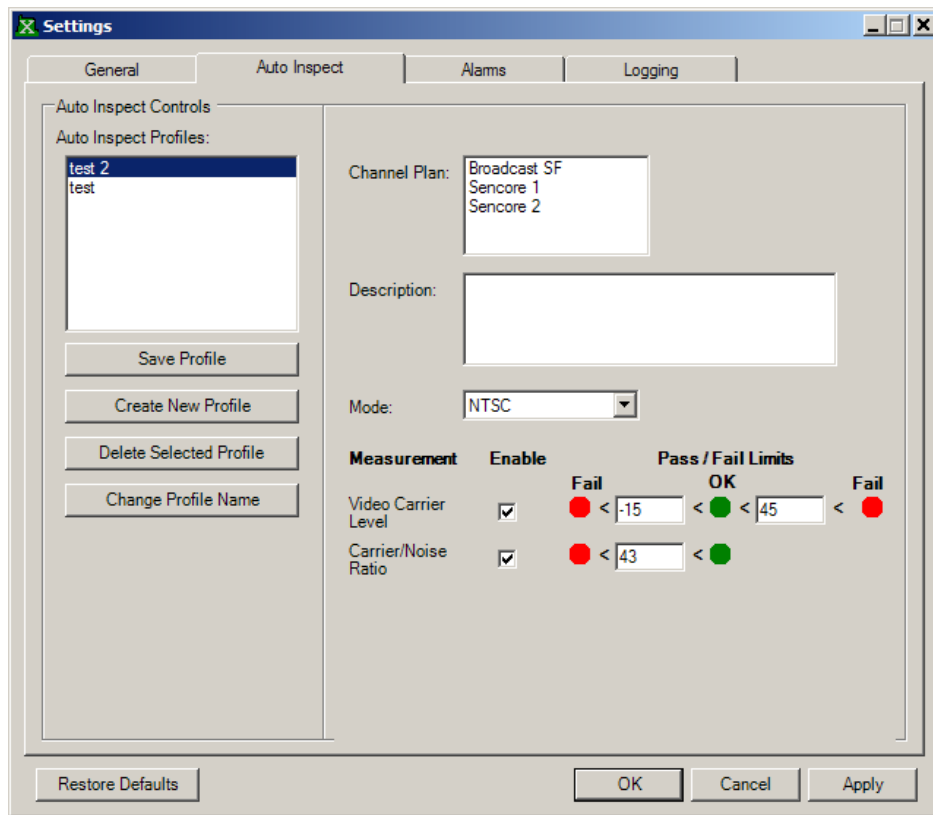 Settings
General Auto Inspect Alarms Logging
Auto Inspect Controls
Auto Inspect Profiles:
test 2
test
Save Profile
Create New Profile
Delete Selected Profile
Change Profile Name
Channel Plan:
Broadcast SF
Sencore 1
Sencore 2
Description:
Mode: NTSC
Measurement Enable Pass / Fail Limits
Fail OK Fail
Video Carrier
Level
< -15 < < 45 <
Carrier/Noise
Ratio
< 43 <
Restore Defaults OK Cancel Apply